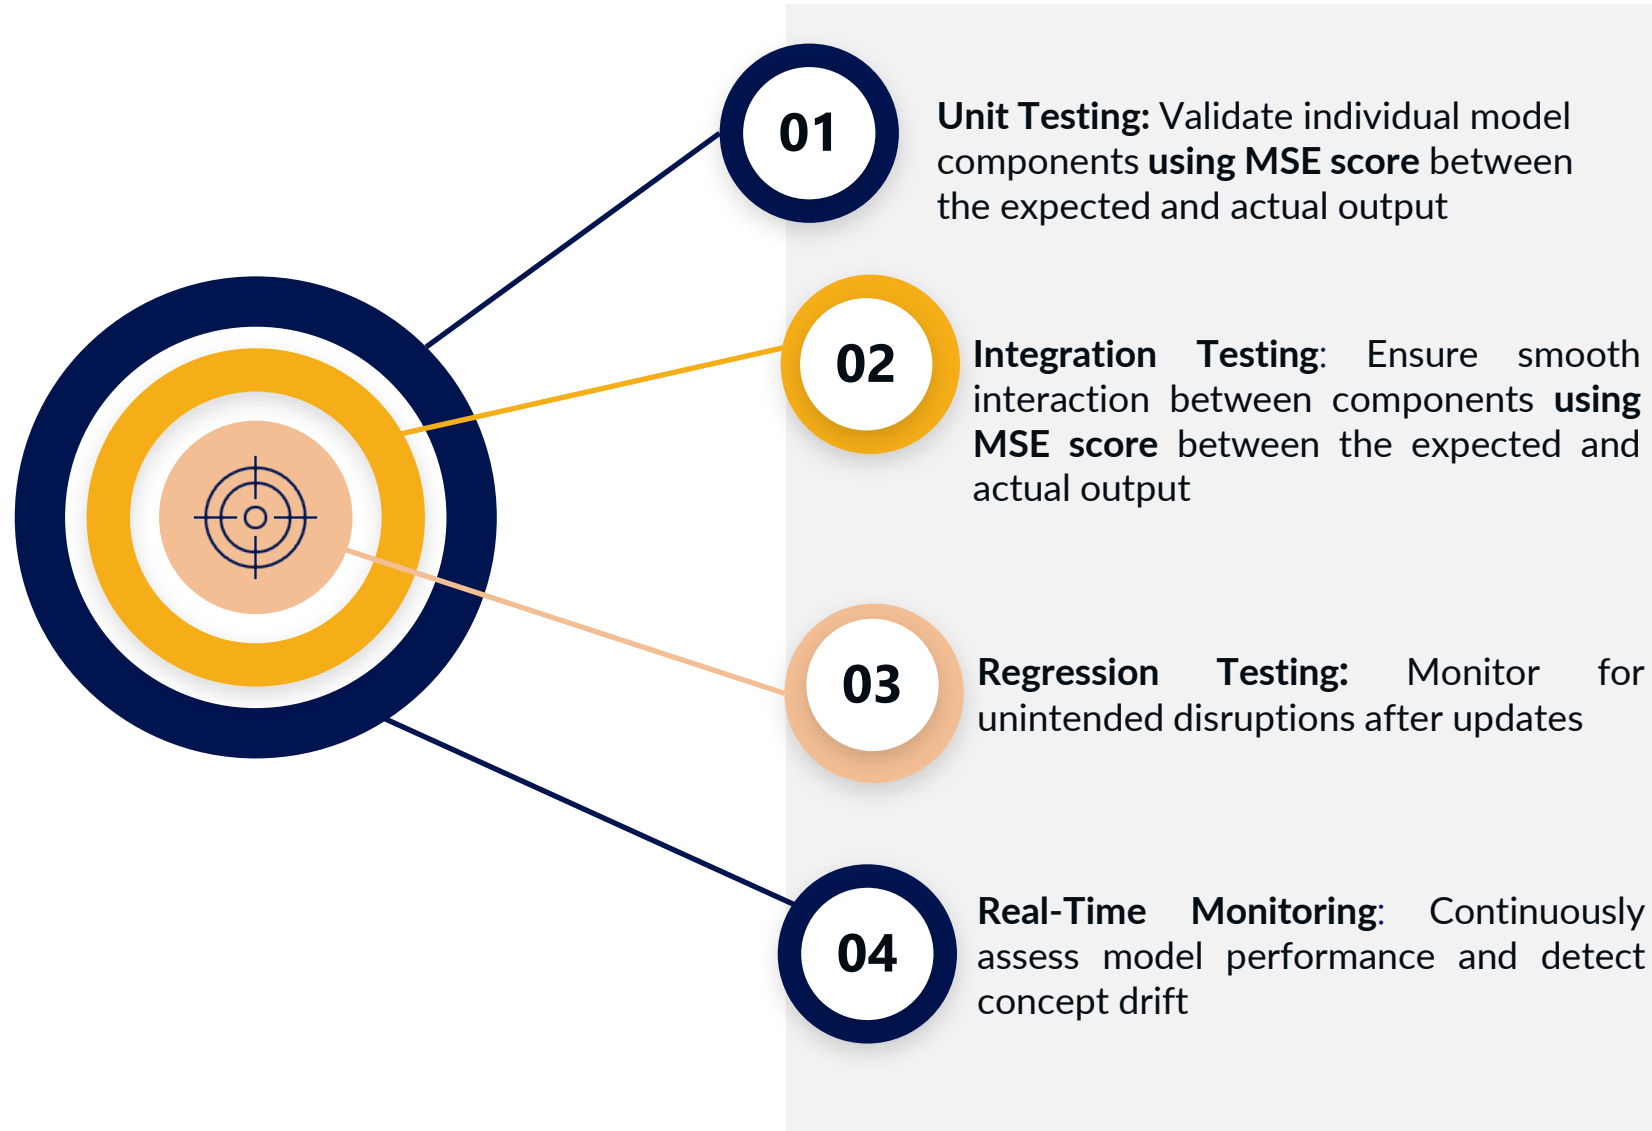 01
Unit Testing: Validate individual model
components using MSE score between
the expected and actual output
02
Integration Testing: Ensure smooth
interaction between components using
MSE score between the expected and
actual output
03
Regression Testing: Monitor for
unintended disruptions after updates
04
Real-Time Monitoring: Continuously
assess model performance and detect
concept drift